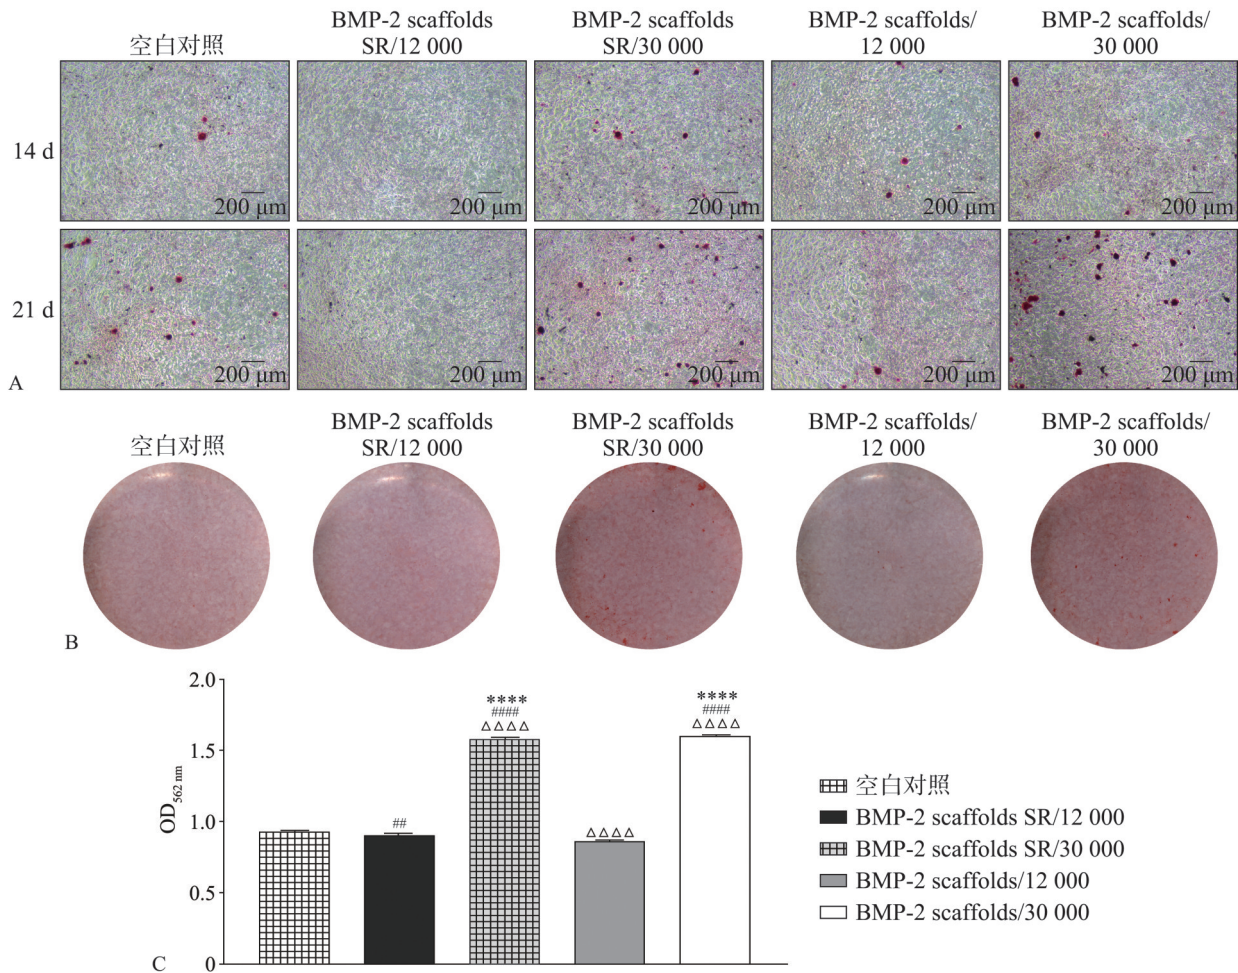 空白对照
BMP-2 scaffolds
SR/12 000
BMP-2 scaffolds
SR/30 000
BMP-2 scaffolds/
12 000
BMP-2 scaffolds/
30 000
14 d
200 μm
200 μm
200 μm
200 μm
200 μm
21 d
200 μm
200 μm
200 μm
200 μm
200 μm
A
空白对照
BMP-2 scaffolds
SR/12 000
BMP-2 scaffolds
SR/30 000
BMP-2 scaffolds/
12 000
BMP-2 scaffolds/
30 000
B
2.0
1.5
1.0
0.5
0
OD562 nm
##
****
####
△△△△
△△△△
****
####
△△△△
空白对照
BMP-2 scaffolds SR/12 000
BMP-2 scaffolds SR/30 000
BMP-2 scaffolds/12 000
BMP-2 scaffolds/30 000
C